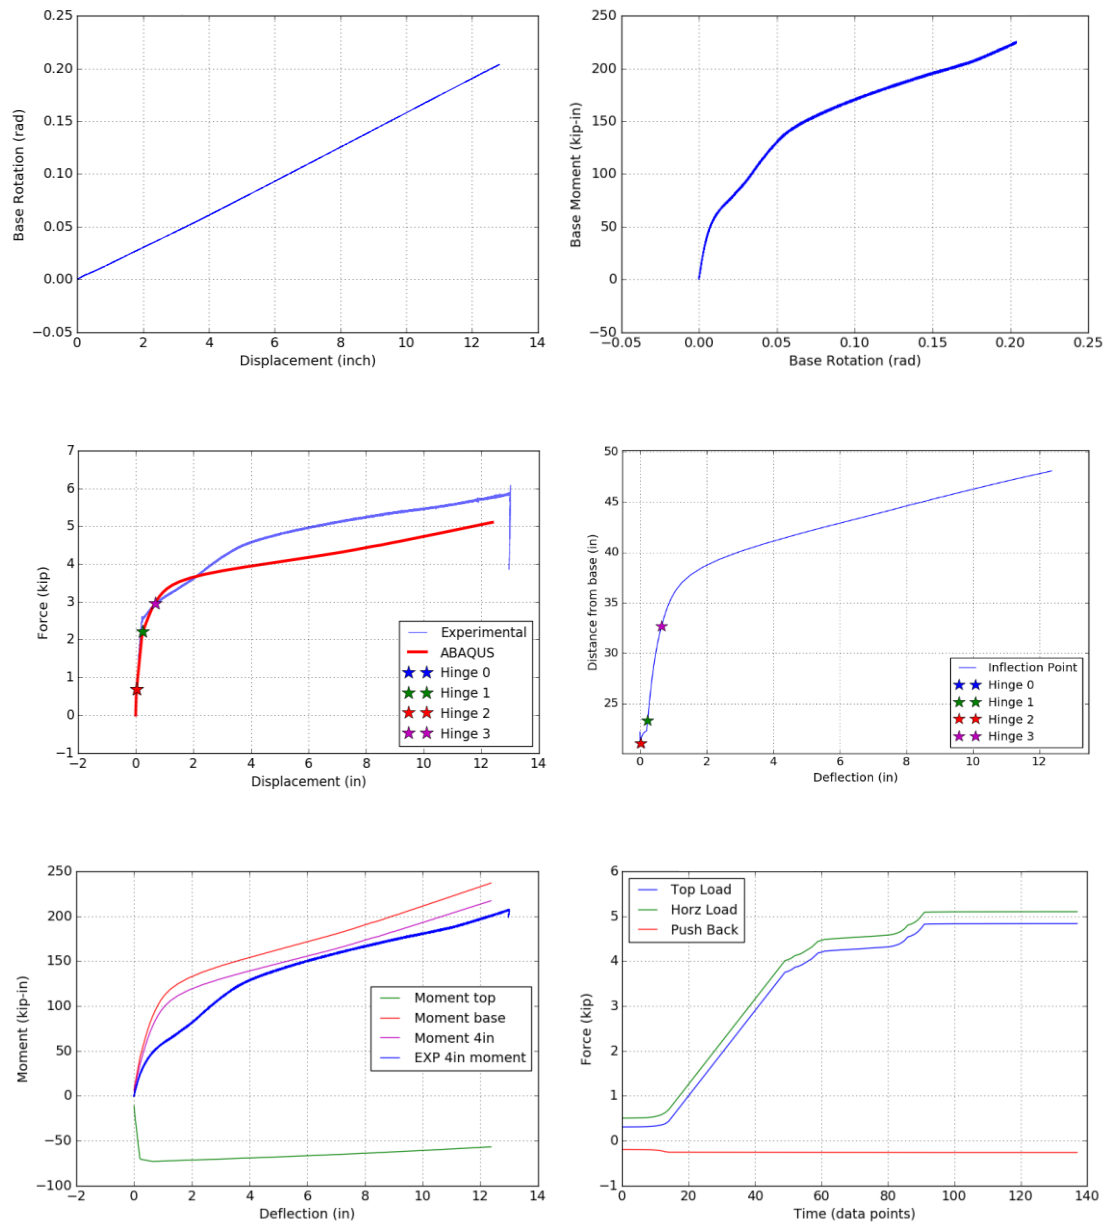 0.25
0.20
0.15
0.10
0.05
0.00
−0.05
Base Rotation (rad)
0 2 4 6 8 10 12 14
Displacement (inch)
250
200
150
100
50
0
−50
Base Moment (kip-in)
−0.05 0.00 0.05 0.10 0.15 0.20 0.25
Base Rotation (rad)
7
6
5
4
3
2
1
0
−1
Force (kip)
−2 0 2 4 6 8 10 12 14
Displacement (in)
Experimental
ABAQUS
Hinge 0
Hinge 1
Hinge 2
Hinge 3
50
45
40
35
30
25
Distance from base (in)
0 2 4 6 8 10 12
Deflection (in)
Inflection Point
Hinge 0
Hinge 1
Hinge 2
Hinge 3
250
200
150
100
50
0
−50
−100
Moment (kip-in)
−2 0 2 4 6 8 10 12 14
Deflection (in)
Moment top
Moment base
Moment 4in
EXP 4in moment
6
5
4
3
2
1
0
−1
Force (kip)
0 20 40 60 80 100 120 140
Time (data points)
Top Load
Horz Load
Push Back